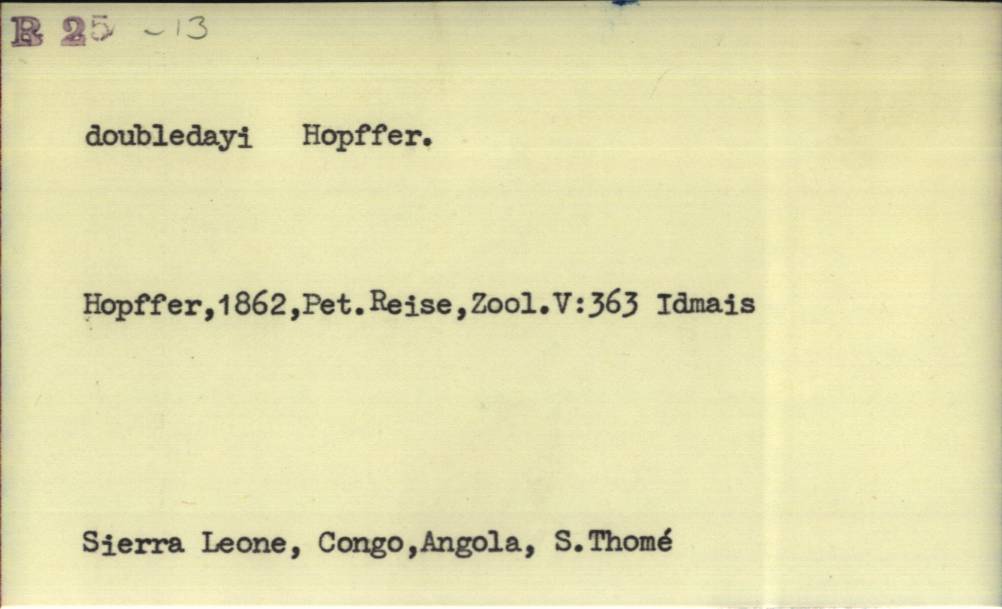 R 25 - 13
doubledayi Hopffer.
Hopffer,1862,Pet.Reise,Zool.V:363 Idmais
Sierra Leone, Congo,Angola, S.Thomé